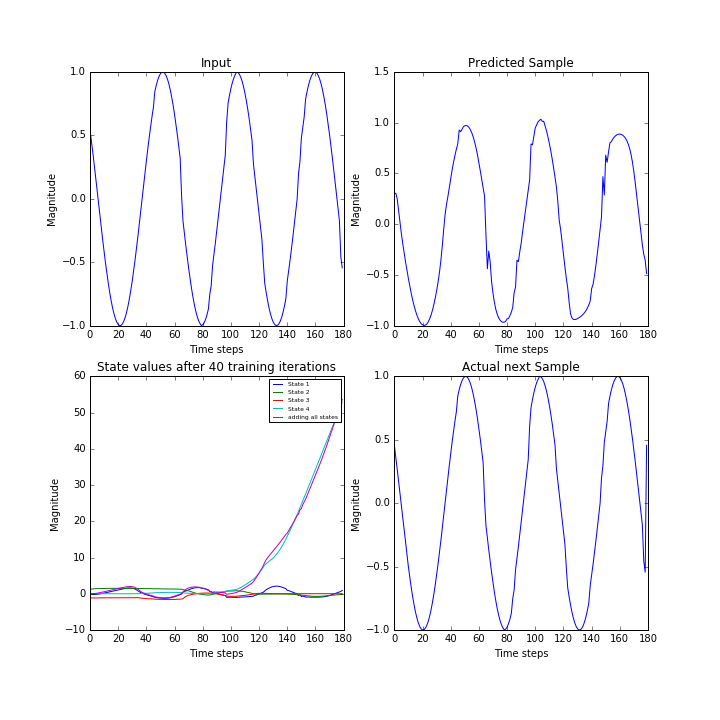 Input
Magnitude
1.0
0.5
0.0
−0.5
−1.0
0 20 40 60 80 100 120 140 160 180
Time steps
Predicted Sample
Magnitude
1.5
1.0
0.5
0.0
−0.5
−1.0
0 20 40 60 80 100 120 140 160 180
Time steps
State values after 40 training iterations
Magnitude
60
50
40
30
20
10
0
−10
State 1
State 2
State 3
State 4
adding all states
0 20 40 60 80 100 120 140 160 180
Time steps
Actual next Sample
Magnitude
1.0
0.5
0.0
−0.5
−1.0
0 20 40 60 80 100 120 140 160 180
Time steps